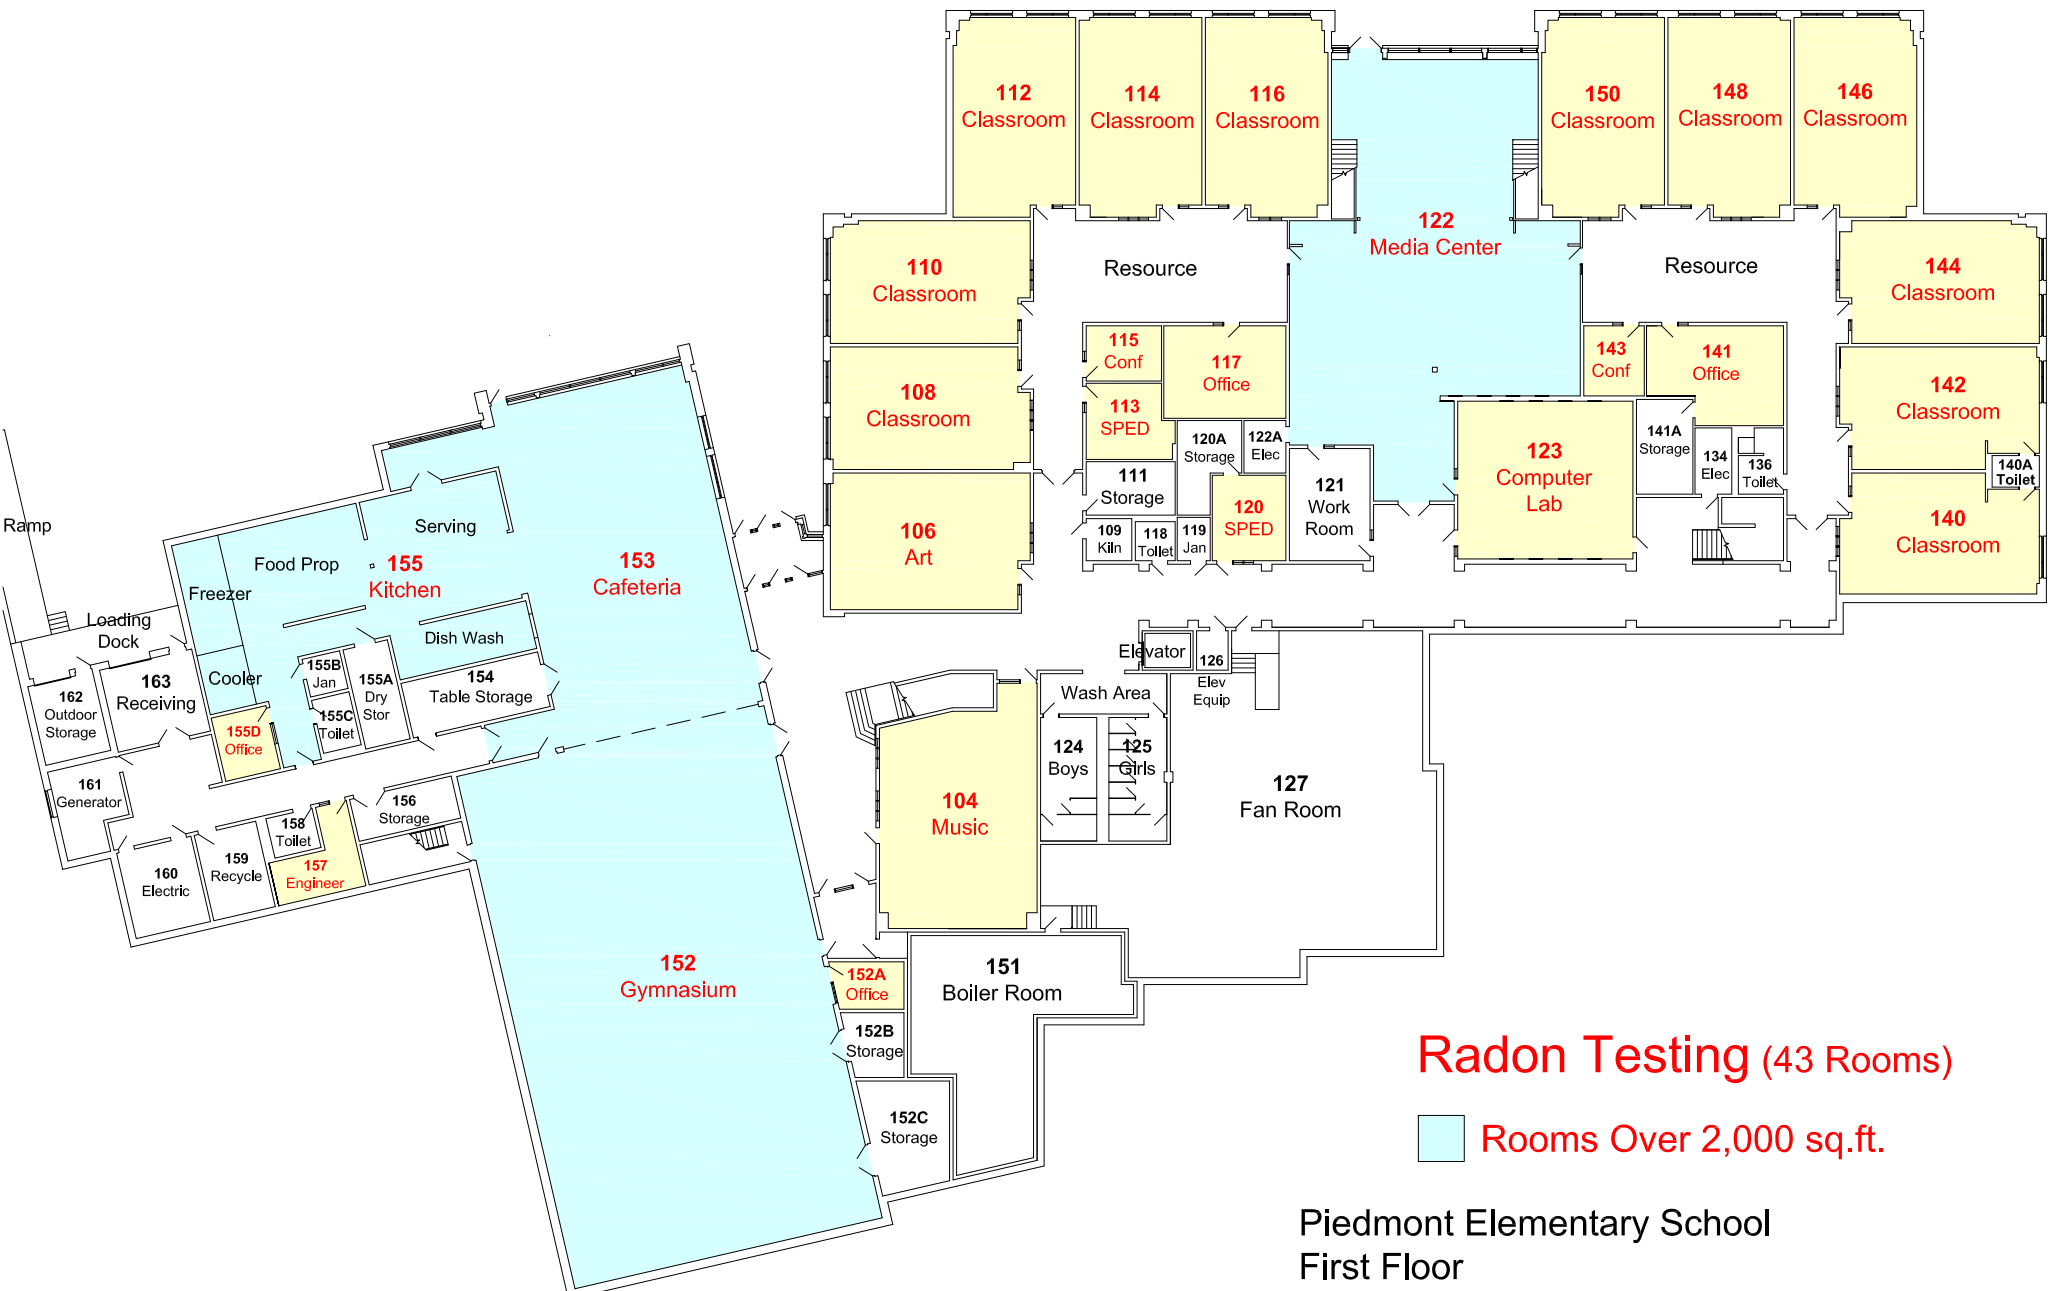 112
Classroom
114
Classroom
116
Classroom
150
Classroom
148
Classroom
146
Classroom
122
Media Center
110
Classroom
Resource
Resource
144
Classroom
115
Conf
117
Office
143
Conf
141
Office
108
Classroom
113
SPED
142
Classroom
120A
Storage
122A
Elec
123
Computer
Lab
141A
Storage
134
Elec
136
Toilet
140A
Toilet
111
Storage
121
Work
Room
106
Art
109
Kiln
118
Toilet
119
Jan
120
SPED
140
Classroom
Ramp
Serving
Food Prop
155
Kitchen
153
Cafeteria
Freezer
Loading
Dock
Dish Wash
Cooler
155B
Jan
155A
Dry
Stor
154
Table Storage
162
Outdoor
Storage
163
Receiving
155C
Toilet
155D
Office
Elevator
126
Elev
Equip
Wash Area
124
Boys
125
Girls
127
Fan Room
161
Generator
156
Storage
158
Toilet
104
Music
160
Electric
159
Recycle
157
Engineer
152
Gymnasium
152A
Office
151
Boiler Room
152B
Storage
152C
Storage
Radon Testing (43 Rooms)
Rooms Over 2,000 sq.ft.
Piedmont Elementary School
First Floor